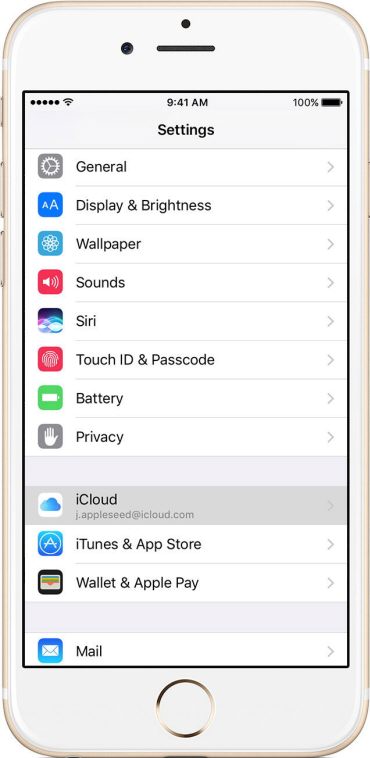 9:41 AM
100%
Settings
General
AA Display & Brightness
Wallpaper
Sounds
Siri
Touch ID & Passcode
Battery
Privacy
iCloud
j.appleseed@icloud.com
iTunes & App Store
Wallet & Apple Pay
Mail